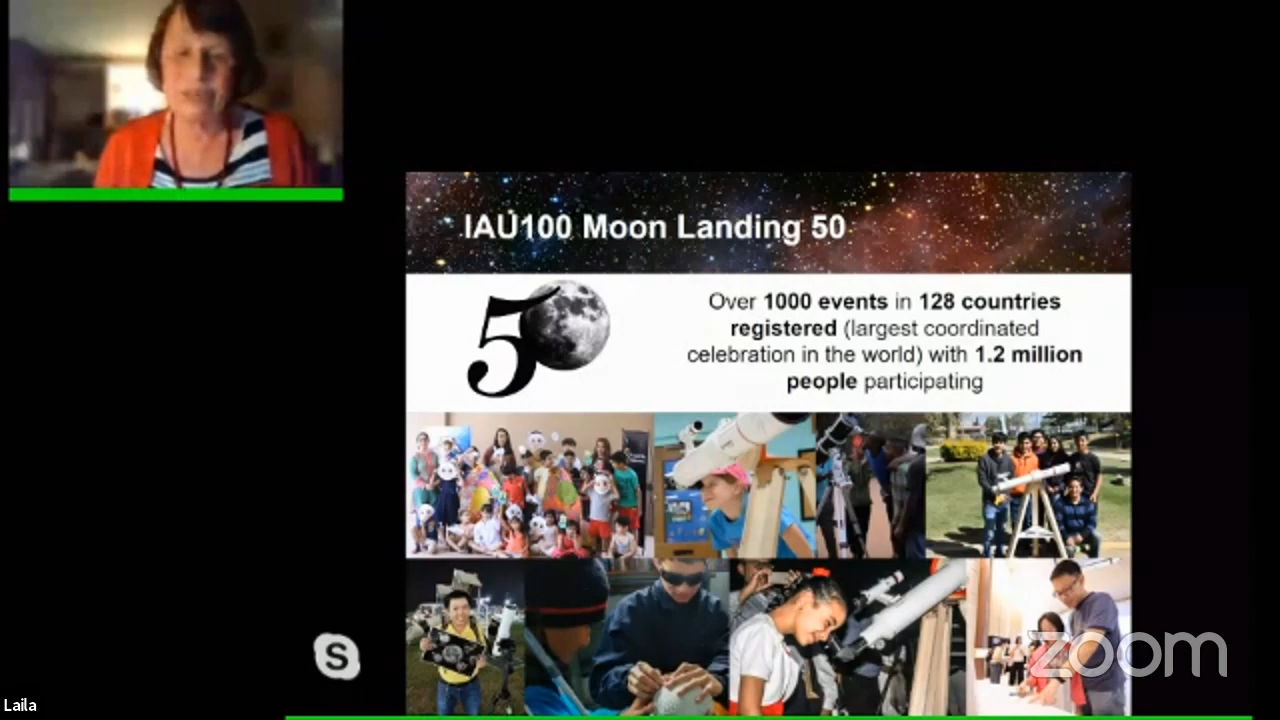 IAU100 Moon Landing 50
50
Over 1000 events in 128 countries
registered (largest coordinated
celebration in the world) with 1.2 million
people participating
S
zoom
Laila